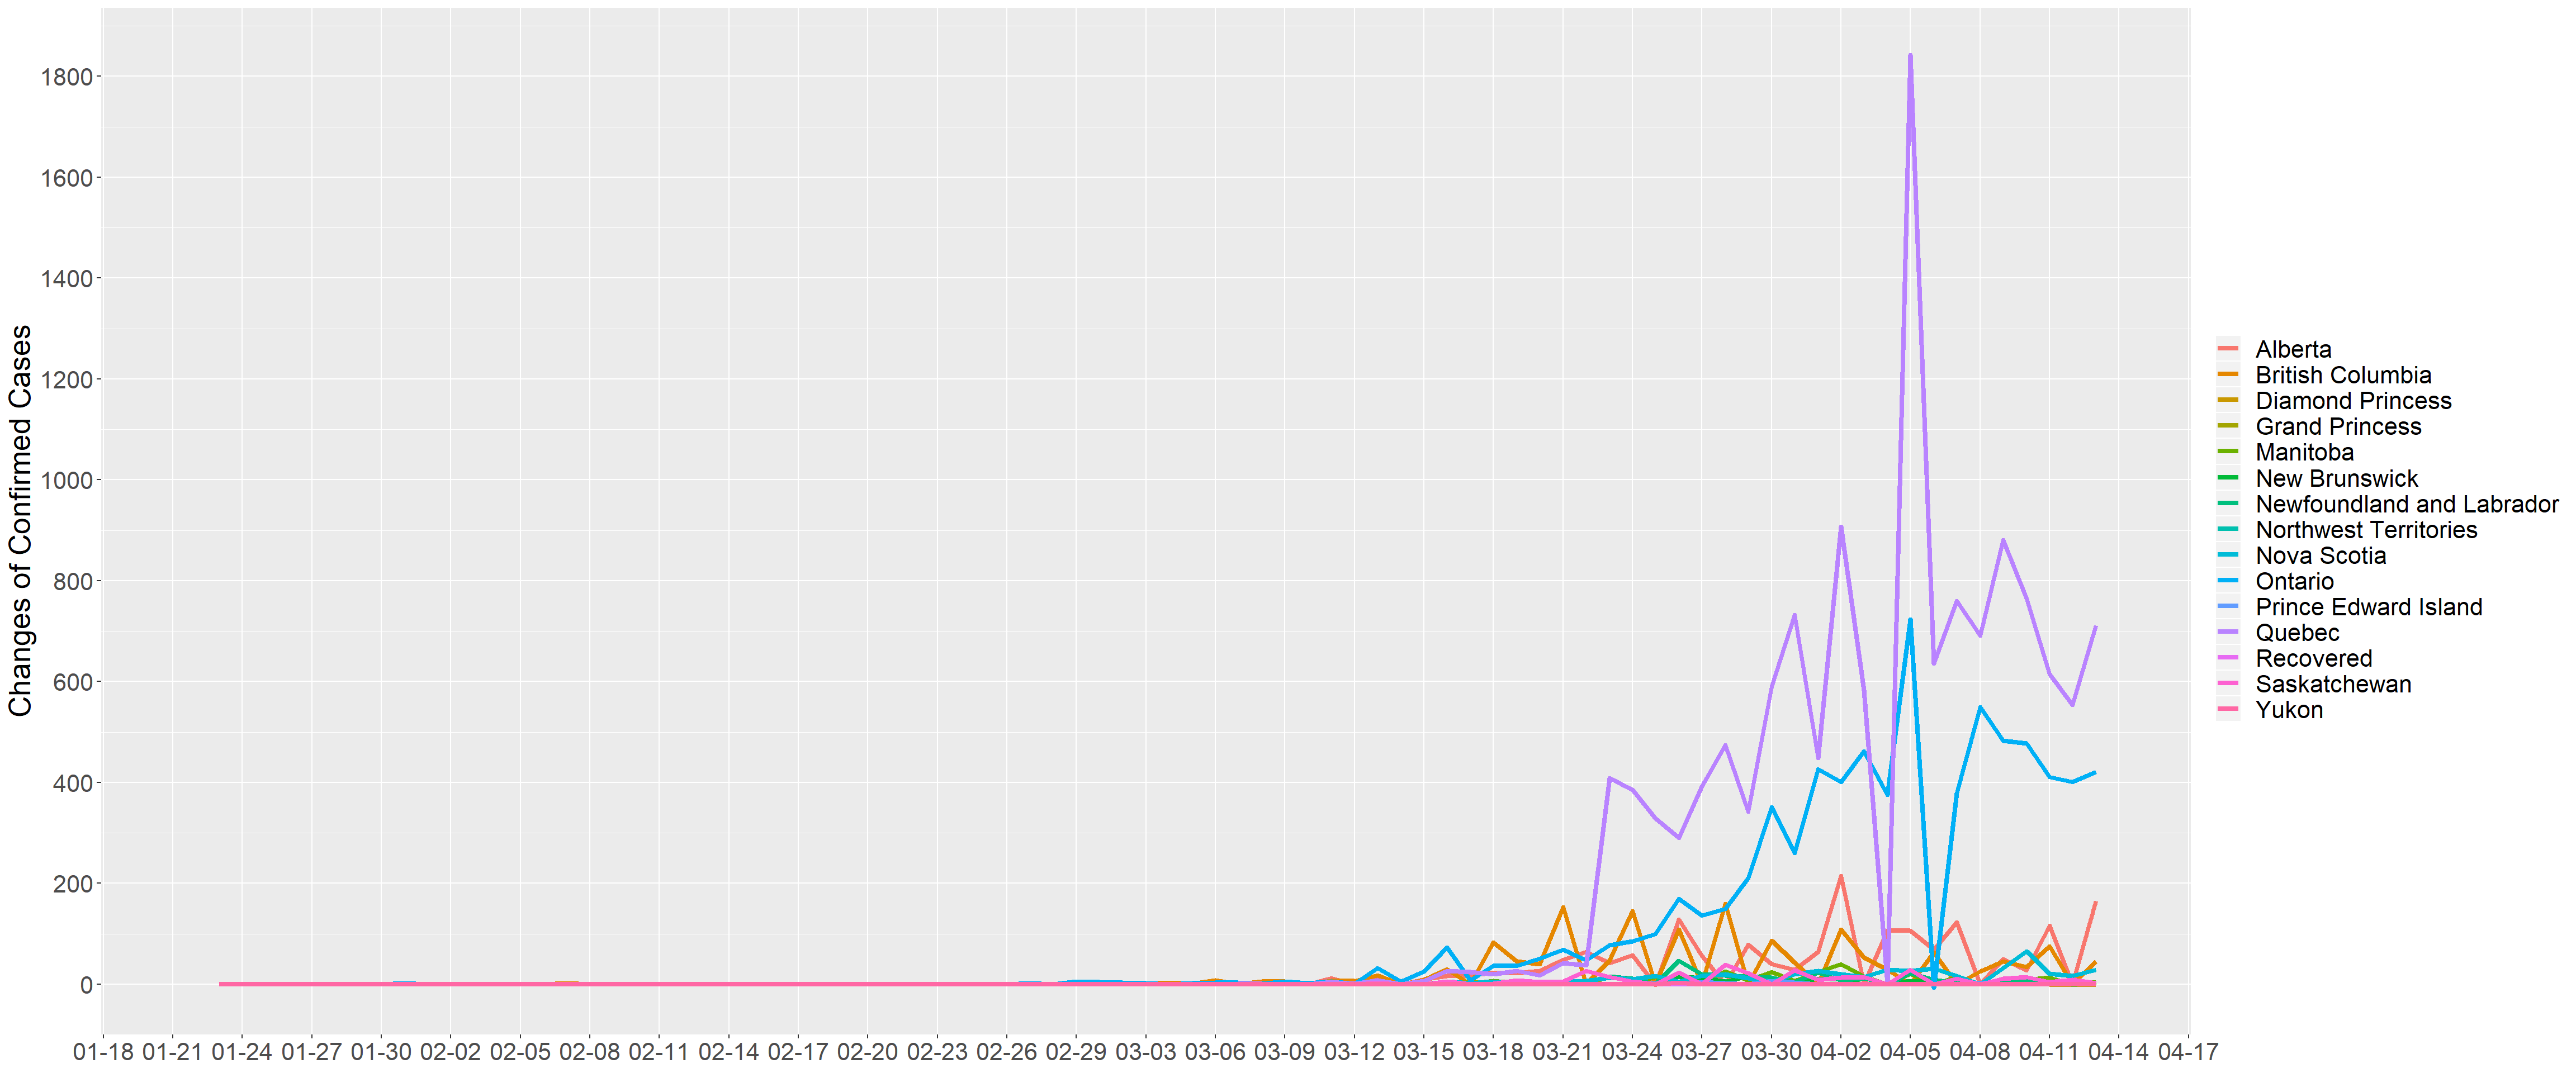 Changes of Confirmed Cases
1800
1600
1400
1200
1000
800
600
400
200
0
01-18 01-21 01-24 01-27 01-30 02-02 02-05 02-08 02-11 02-14 02-17 02-20 02-23 02-26 02-29 03-03 03-06 03-09 03-12 03-15 03-18 03-21 03-24 03-27 03-30 04-02 04-05 04-08 04-11 04-14 04-17
Alberta
British Columbia
Diamond Princess
Grand Princess
Manitoba
New Brunswick
Newfoundland and Labrador
Northwest Territories
Nova Scotia
Ontario
Prince Edward Island
Quebec
Recovered
Saskatchewan
Yukon